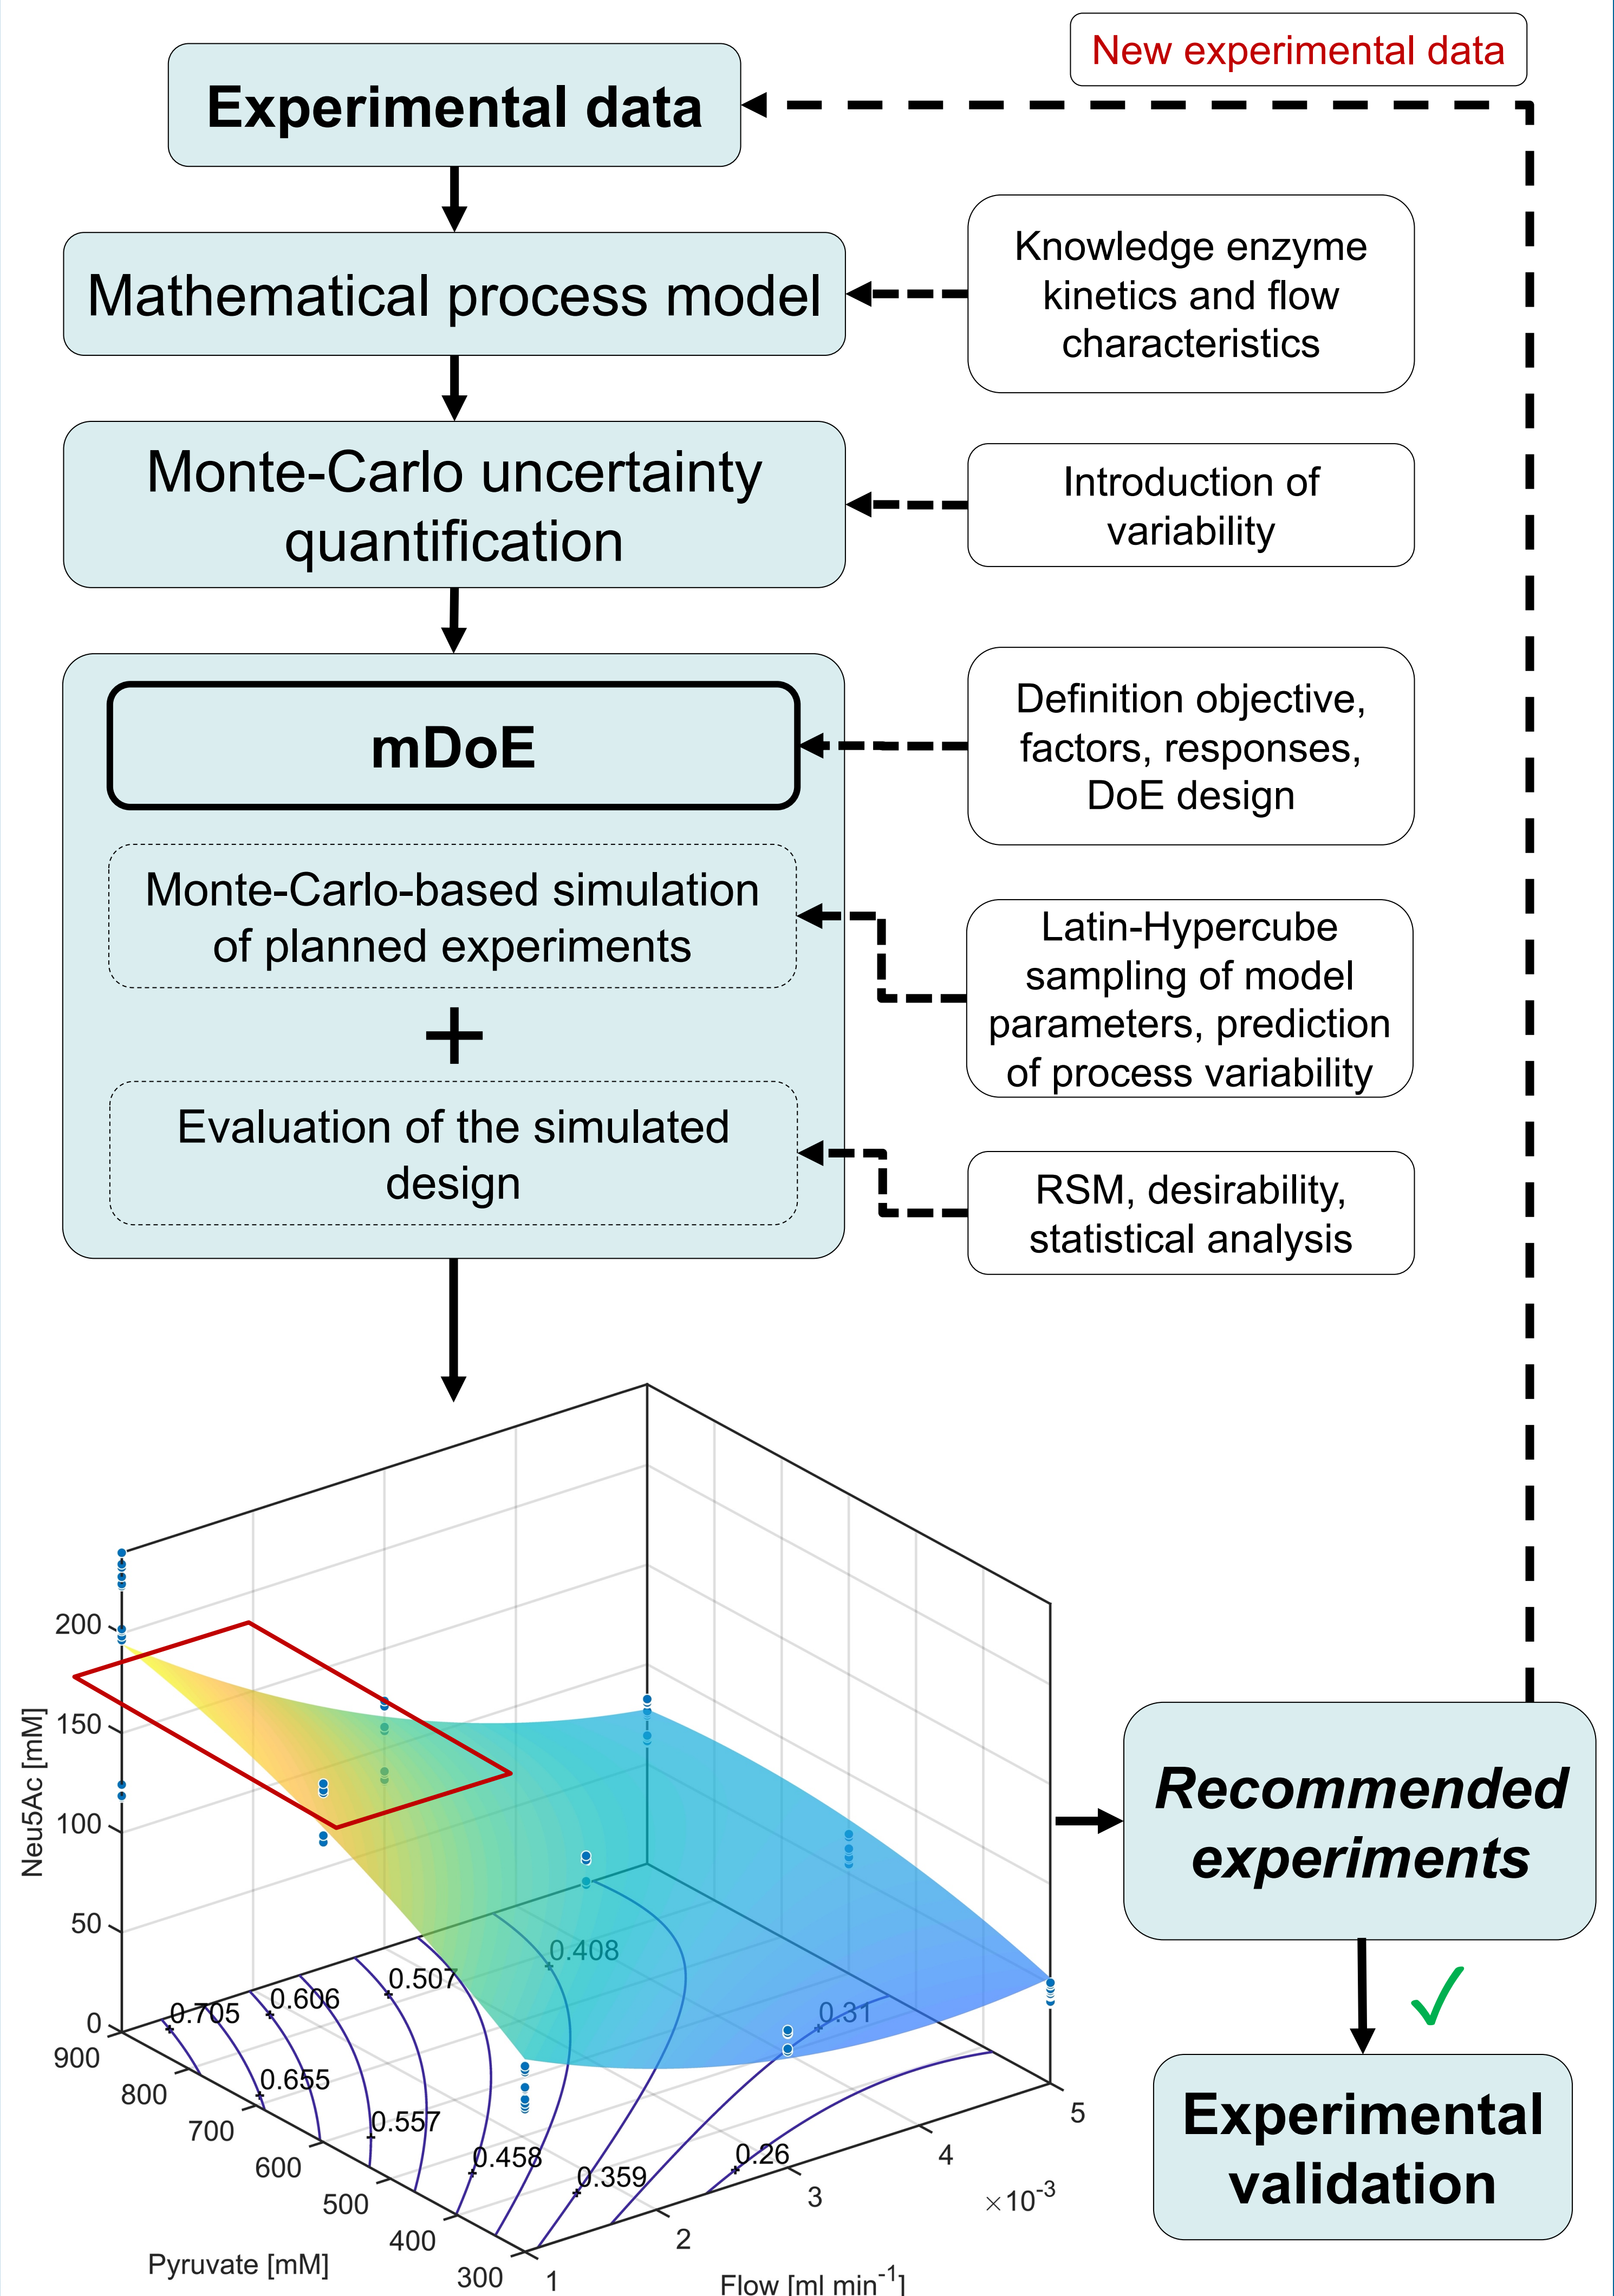 New experimental data
Experimental data
Mathematical process model
Knowledge enzyme
kinetics and flow
characteristics
Monte-Carlo uncertainty
quantification
Introduction of
variability
mDoE
Definition objective,
factors, responses,
DoE design
Monte-Carlo-based simulation
of planned experiments
Latin-Hypercube
sampling of model
parameters, prediction
of process variability
+
Evaluation of the simulated
design
RSM, desirability,
statistical analysis
Neu5Ac [mM]
200
150
100
50
0
900
800
700
600
500
400
300
Pyruvate [mM]
1
2
3
4
5
×10-3
Flow [ml min-1]
0.705
0.606
0.507
0.408
0.31
0.655
0.557
0.458
0.359
0.26
Recommended
experiments
✓
Experimental
validation